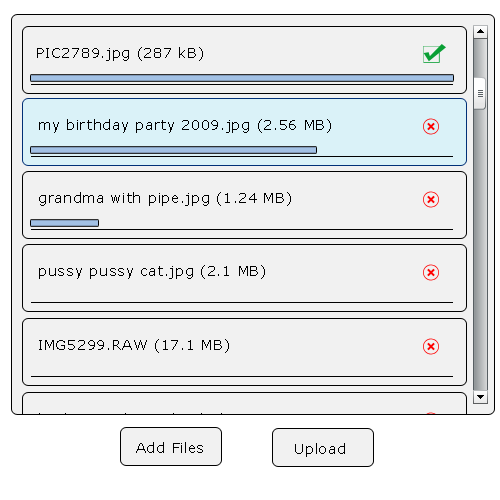 PIC2789.jpg (287 kB)
my birthday party 2009.jpg (2.56 MB)
grandma with pipe.jpg (1.24 MB)
pussy pussy cat.jpg (2.1 MB)
IMG5299.RAW (17.1 MB)
Add Files
Upload